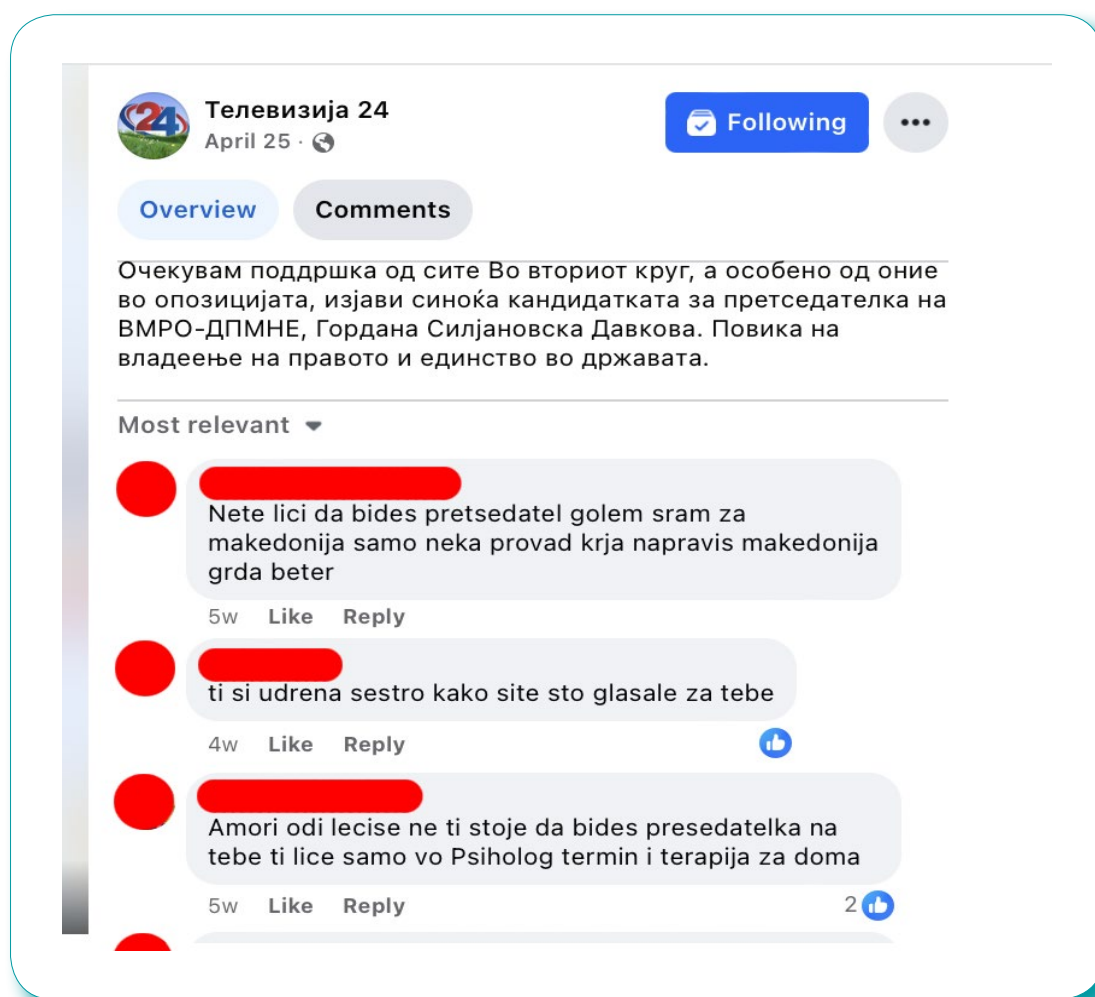 24
Телевизија 24
April 25 ·
Following
Overview
Comments
Очекувам поддршка од сите Во вториот круг, а особено од оние
во опозицијата, изјави синоќа кандидатката за претседателка на
ВМРО-ДПМНЕ, Гордана Силјановска Давкова. Повика на
владеење на правото и единство во државата.
Most relevant
Nete lici da bides pretsedatel golem sram za
makedonija samo neka provad krja napravis makedonija
grda beter
5w Like Reply
ti si udrena sestro kako site sto glasale za tebe
4w Like Reply
Amori odi lecise ne ti stoje da bides presedatelka na
tebe ti lice samo vo Psiholog termin i terapija za doma
5w Like Reply 2